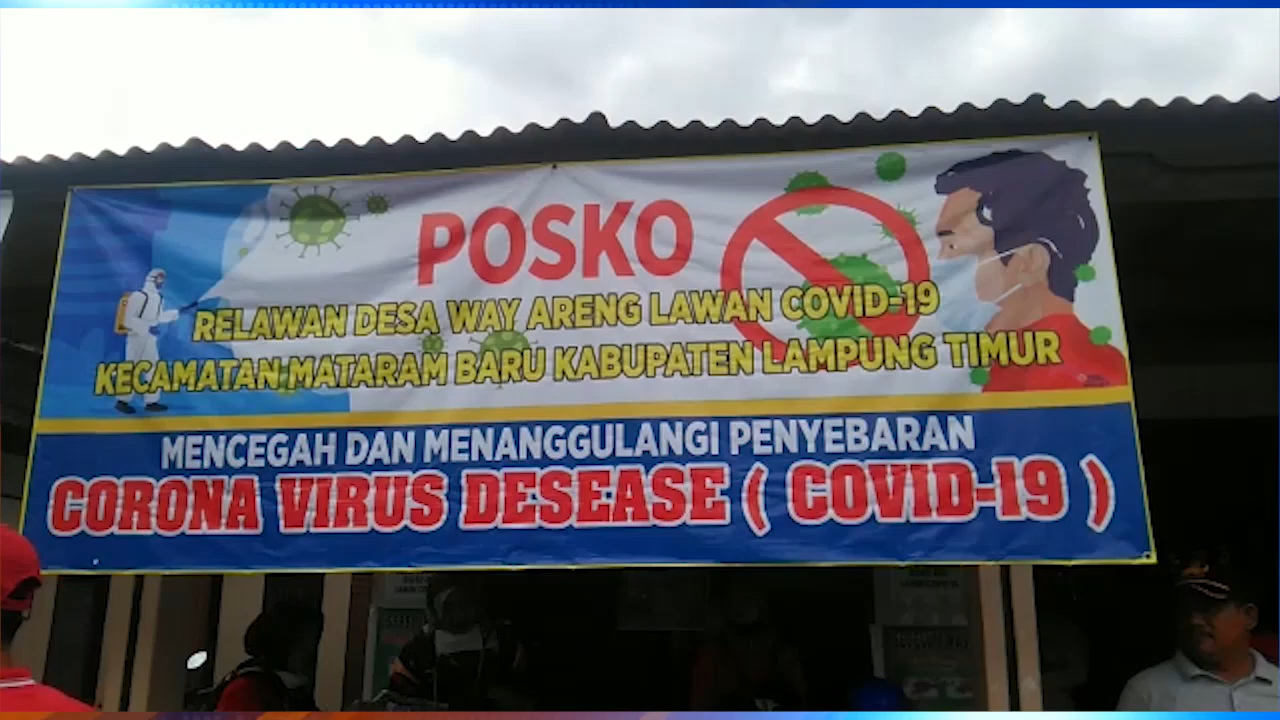 POSKO
RELAWAN DESA WAY ARENG LAWAN COVID-19
KECAMATAN MATARAM BARU KABUPATEN LAMPUNG TIMUR
MENCEGAH DAN MENANGGULANGI PENYEBARAN
CORONA VIRUS DESEASE ( COVID-19 )